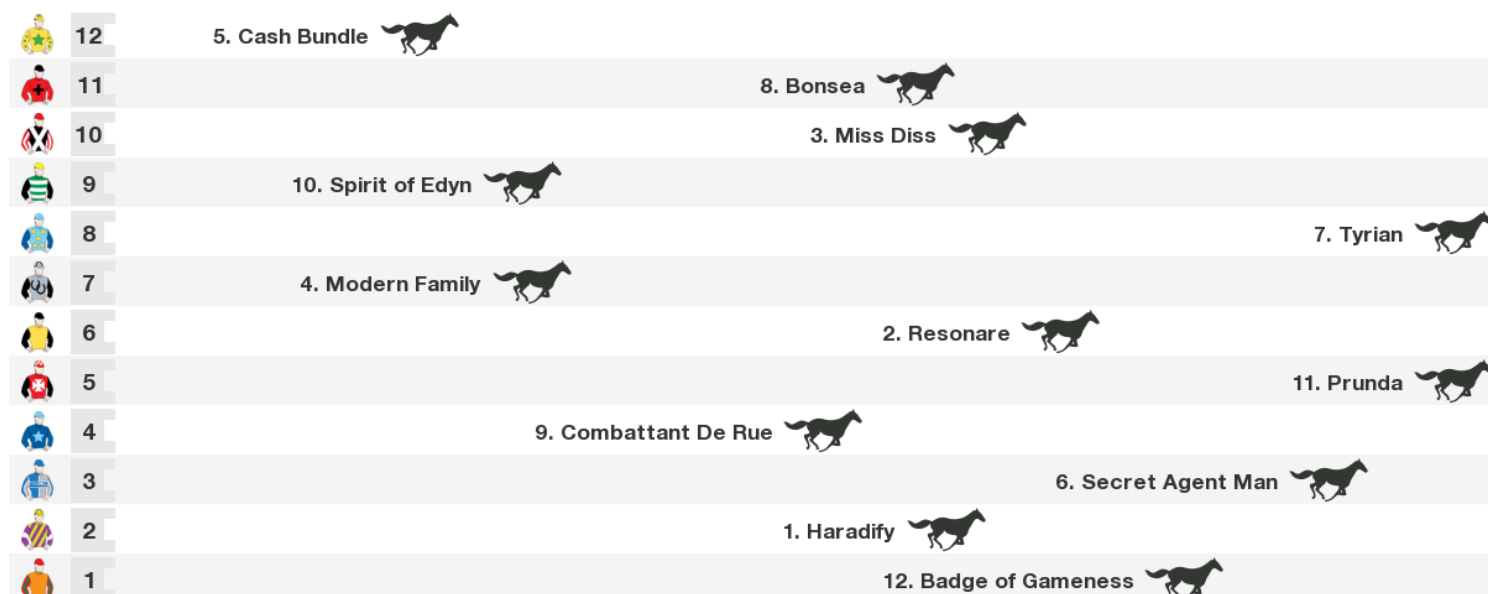 12 5. Cash Bundle
11 8. Bonsea
10 3. Miss Diss
9 10. Spirit of Edyn
8 7. Tyrian
7 4. Modern Family
6 2. Resonare
5 11. Prunda
4 9. Combattant De Rue
3 6. Secret Agent Man
2 1. Haradify
1 12. Badge of Gameness